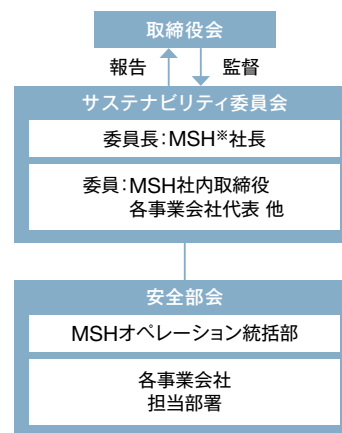 取締役会
報告 監督
サステナビリティ委員会
委員長：MSH※社長
委員：MSH社内取締役
各事業会社代表 他
安全部会
MSHオペレーション統括部
各事業会社
担当部署